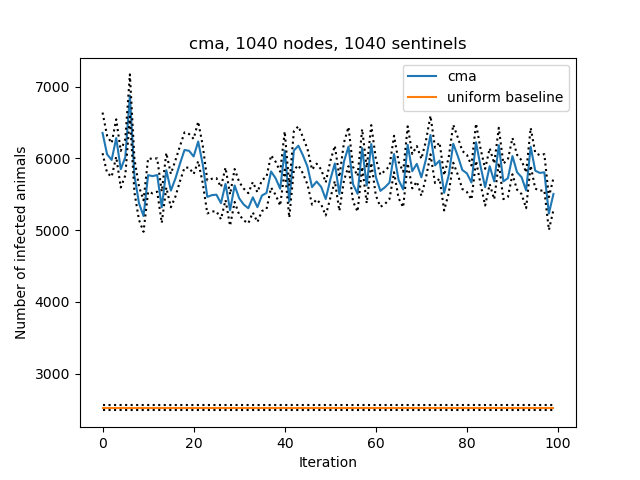 cma, 1040 nodes, 1040 sentinels
cma
uniform baseline
Number of infected animals
7000
6000
5000
4000
3000
0 20 40 60 80 100
Iteration